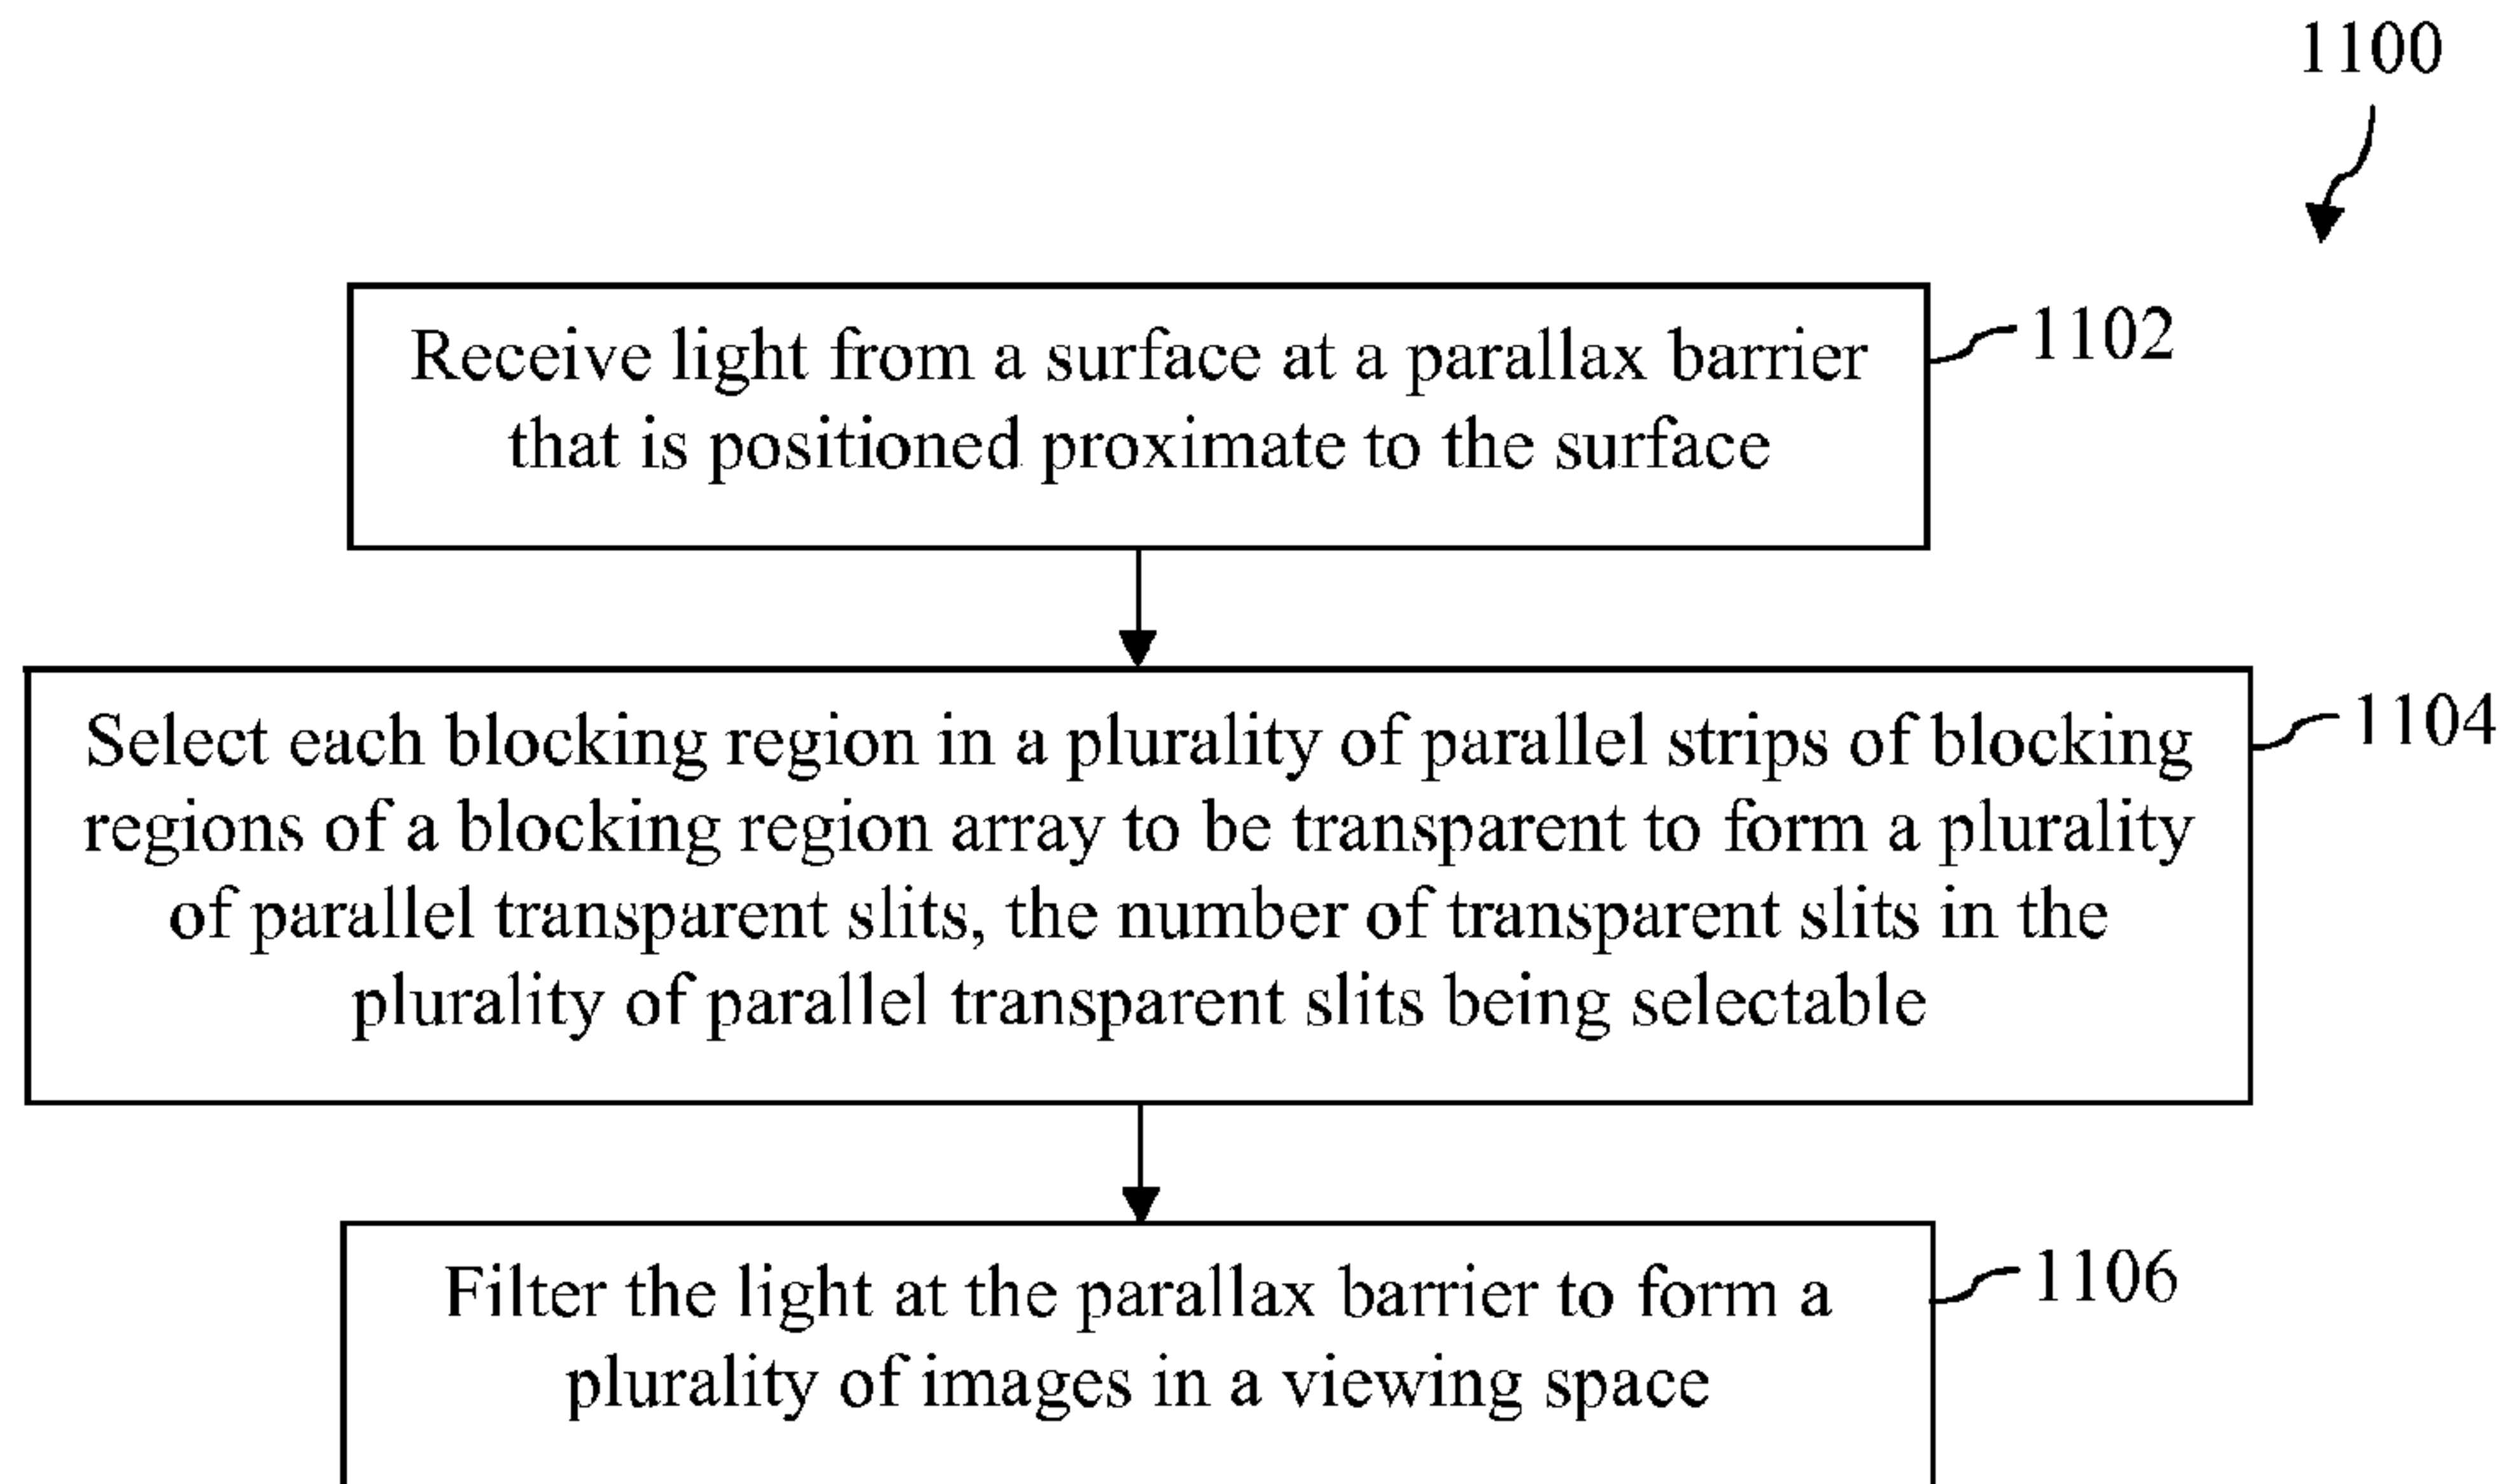 1100
Receive light from a surface at a parallax barrier
that is positioned proximate to the surface
1102
Select each blocking region in a plurality of parallel strips of blocking
regions of a blocking region array to be transparent to form a plurality
of parallel transparent slits, the number of transparent slits in the
plurality of parallel transparent slits being selectable
1104
Filter the light at the parallax barrier to form a
plurality of images in a viewing space
1106